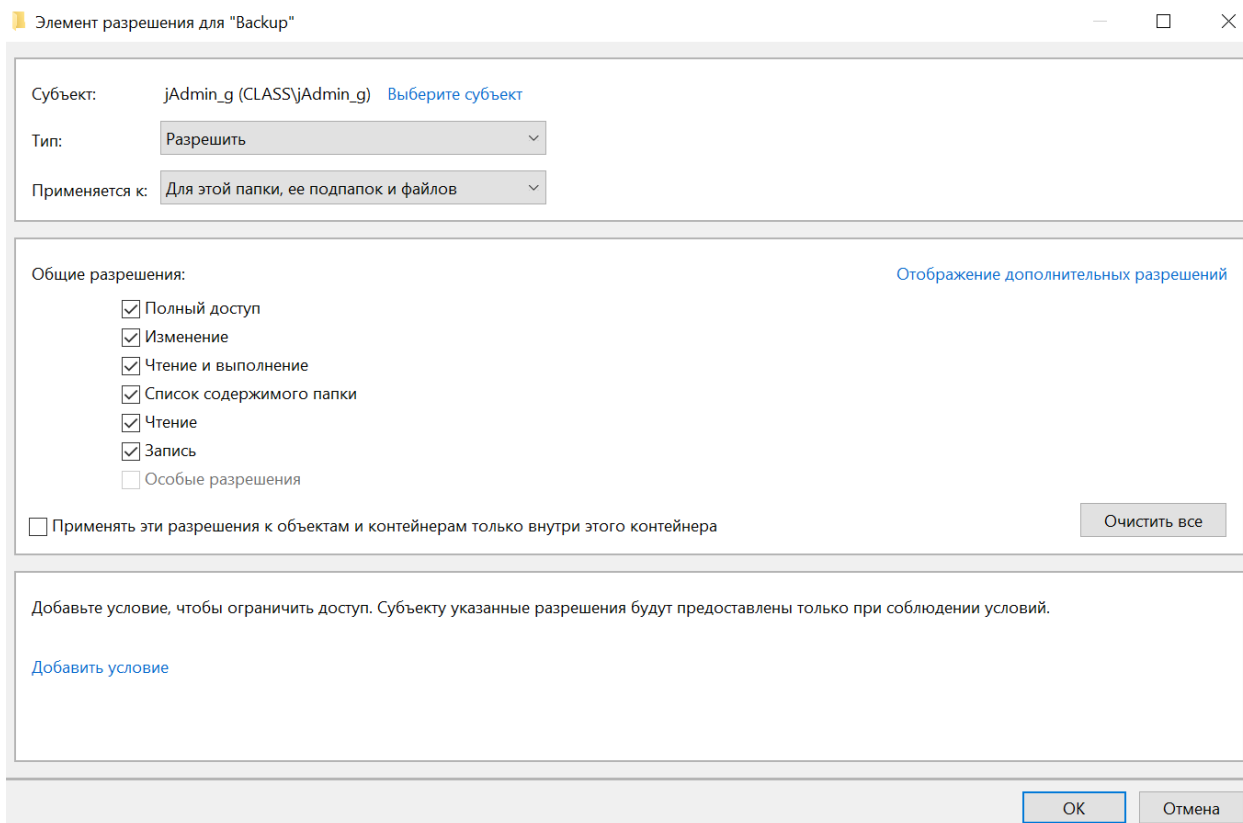 Элемент разрешения для "Backup"
Субъект: jAdmin_g (CLASS\jAdmin_g) Выберите субъект
Тип: Разрешить
Применяется к: Для этой папки, ее подпапок и файлов
Общие разрешения: Отображение дополнительных разрешений
Полный доступ
Изменение
Чтение и выполнение
Список содержимого папки
Чтение
Запись
Особые разрешения
Применять эти разрешения к объектам и контейнерам только внутри этого контейнера
Очистить все
Добавьте условие, чтобы ограничить доступ. Субъекту указанные разрешения будут предоставлены только при соблюдении условий.
Добавить условие
ОК Отмена